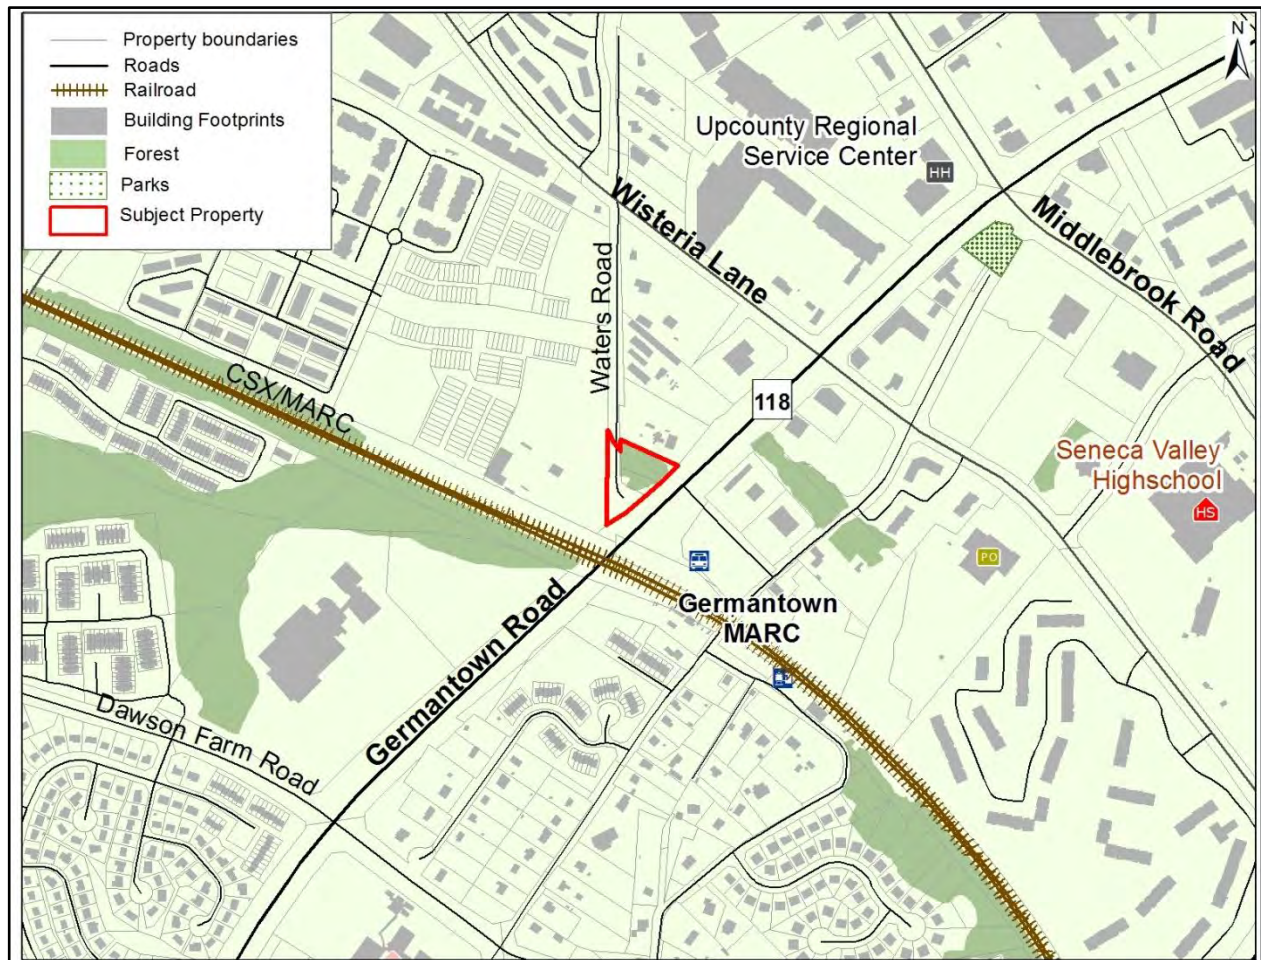 Property boundaries
Roads
Railroad
Building Footprints
Forest
Parks
Subject Property
N
Upcounty Regional
Service Center
HH
Wisteria Lane
Middlebrook Road
Waters Road
CSX/MARC
118
Seneca Valley
Highschool
HS
PO
Germantown
MARC
Germantown Road
Dawson Farm Road